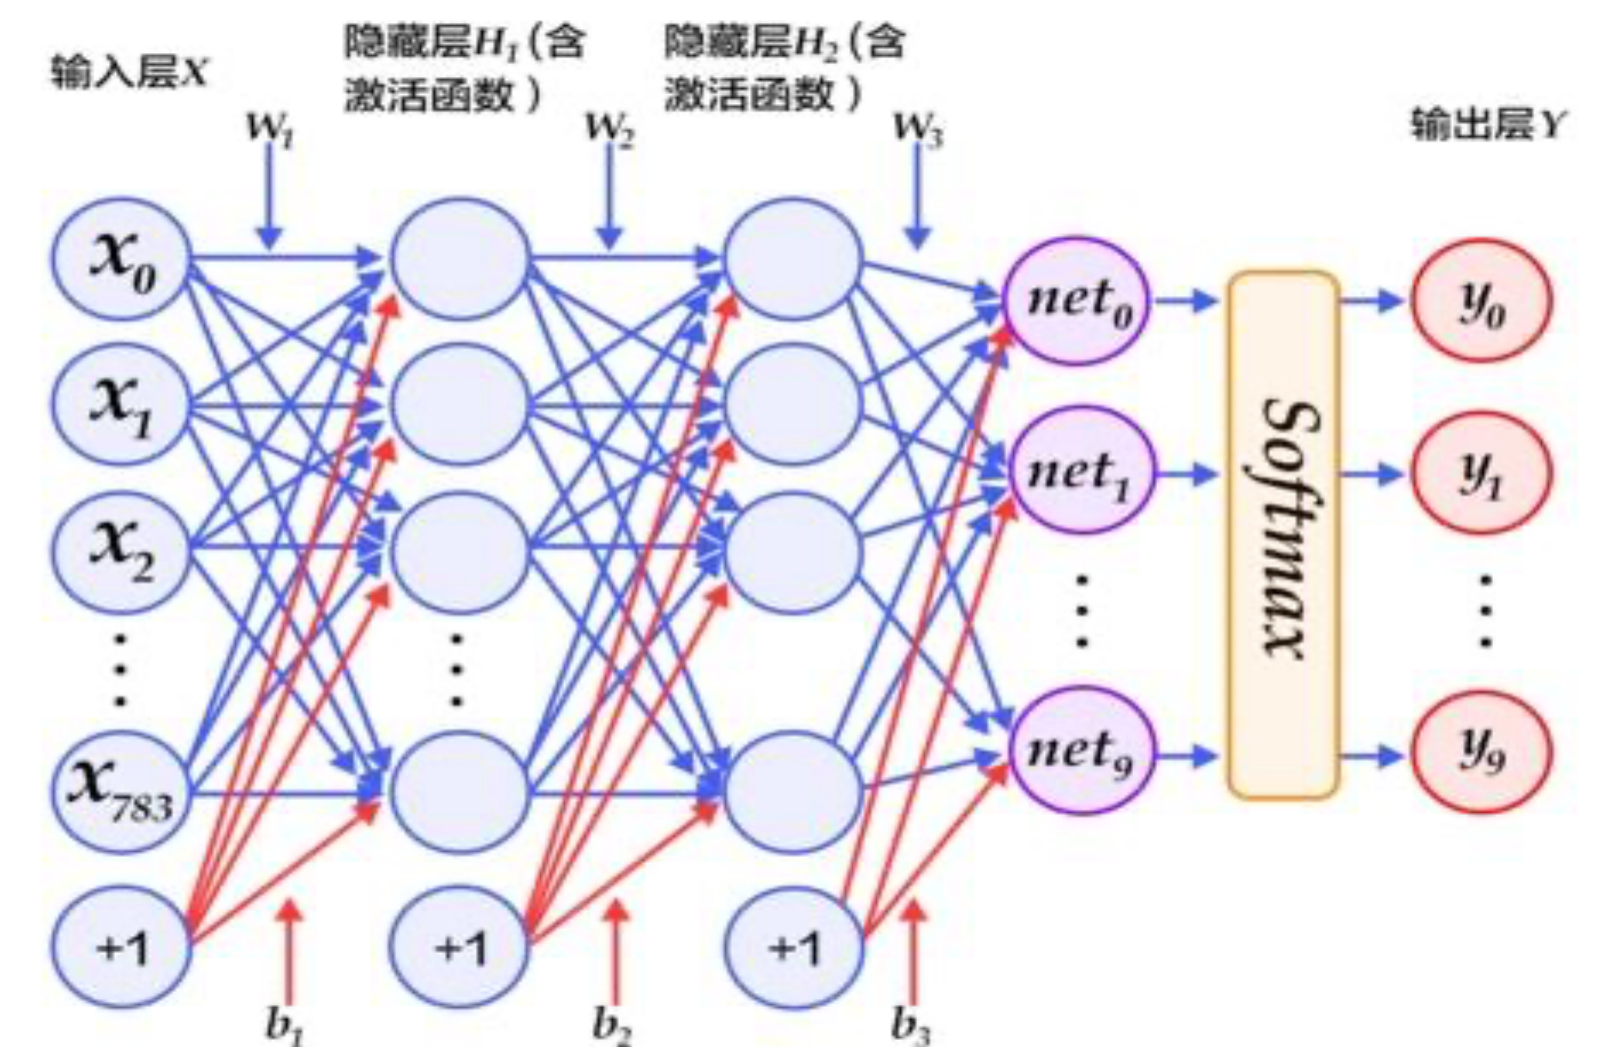 输入层X
隐藏层H₁(含
激活函数)
隐藏层H₂(含
激活函数)
输出层Y
W₁
W₂
W₃
x₀
x₁
x₂
x₇₈₃
+1
+1
+1
b₁
b₂
b₃
net₀
net₁
net₉
Softmax
y₀
y₁
y₉